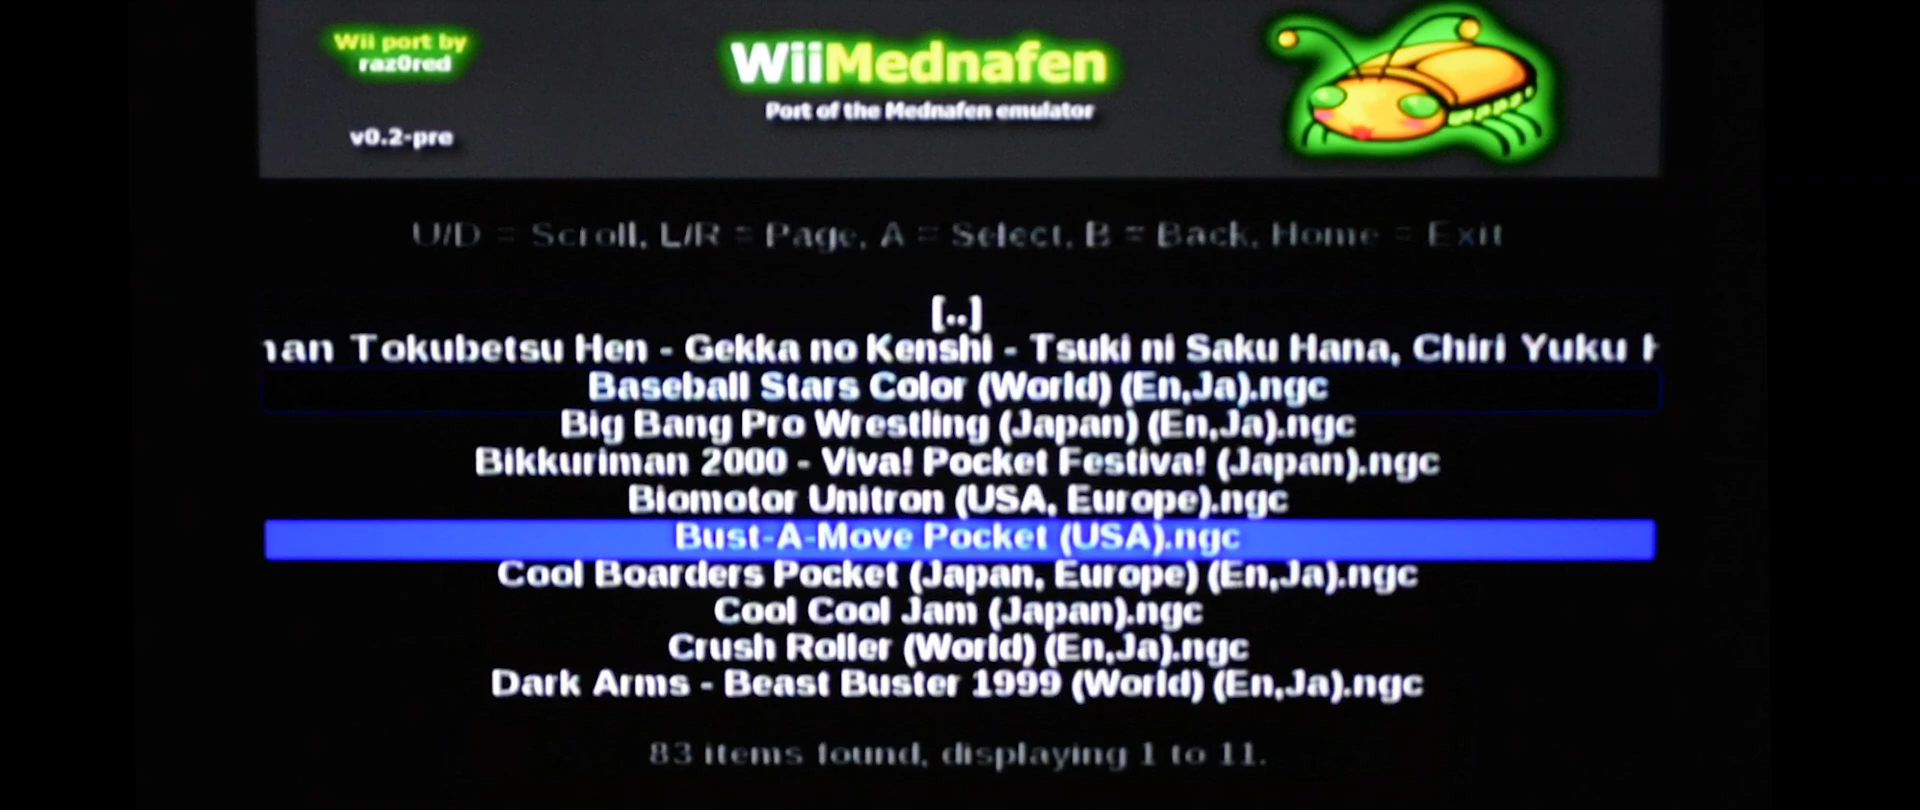 Wii port by
raz0red
v0.2-pre
WiiMednafen
Port of the Mednafen emulator
U/D = Scroll, L/R = Page, A = Select, B = Back, Home = Exit
[..]
Tokubetsu Hen - Gekka no Kenshi - Tsuki ni Saku Hana, Chiri Yuku
Baseball Stars Color (World) (En,Ja).ngc
Big Bang Pro Wrestling (Japan) (En,Ja).ngc
Bikkuriman 2000 - Viva! Pocket Festiva! (Japan).ngc
Biomotor Unitron (USA, Europe).ngc
Bust-A-Move Pocket (USA).ngc
Cool Boarders Pocket (Japan, Europe) (En,Ja).ngc
Cool Cool Jam (Japan).ngc
Crush Roller (World) (En,Ja).ngc
Dark Arms - Beast Buster 1999 (World) (En,Ja).ngc
83 items found, displaying 1 to 11.